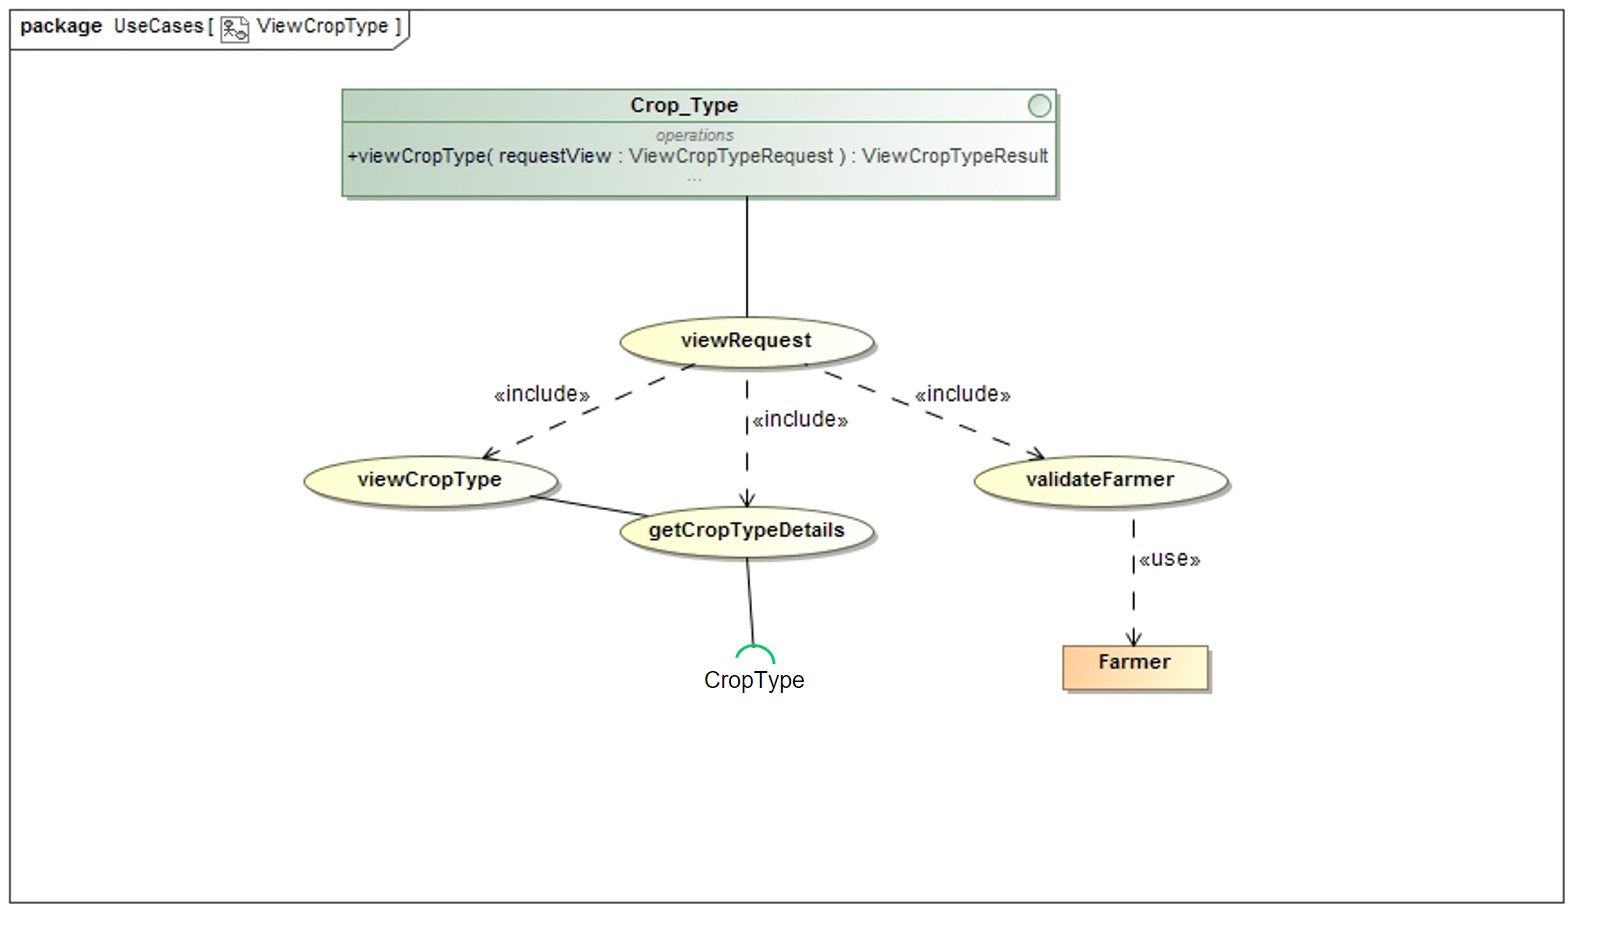 package UseCases [ ViewCropType ]
Crop_Type
operations
+viewCropType( requestView : ViewCropTypeRequest ) : ViewCropTypeResult
...
viewRequest
«include»
«include»
«include»
viewCropType
validateFarmer
getCropTypeDetails
«use»
Farmer
CropType